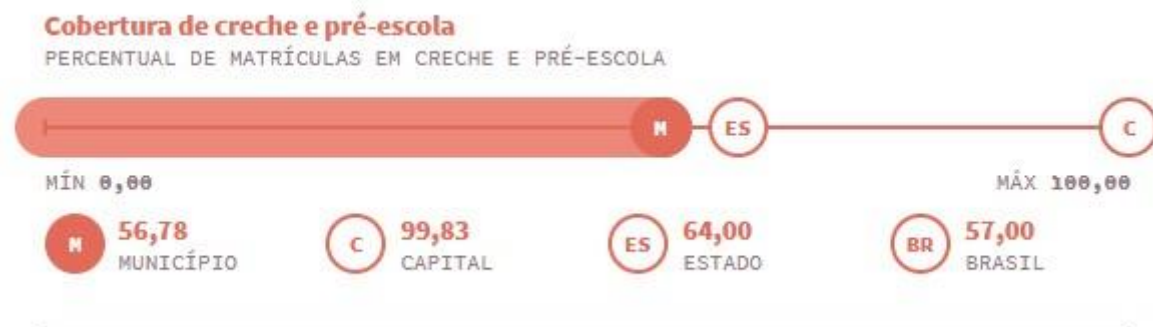 Cobertura de creche e pré-escola
PERCENTUAL DE MATRÍCULAS EM CRECHE E PRÉ-ESCOLA
M ES C
MÍN 0,00 MÁX 100,00
M 56,78 C 99,83 ES 64,00 BR 57,00
MUNICÍPIO CAPITAL ESTADO BRASIL